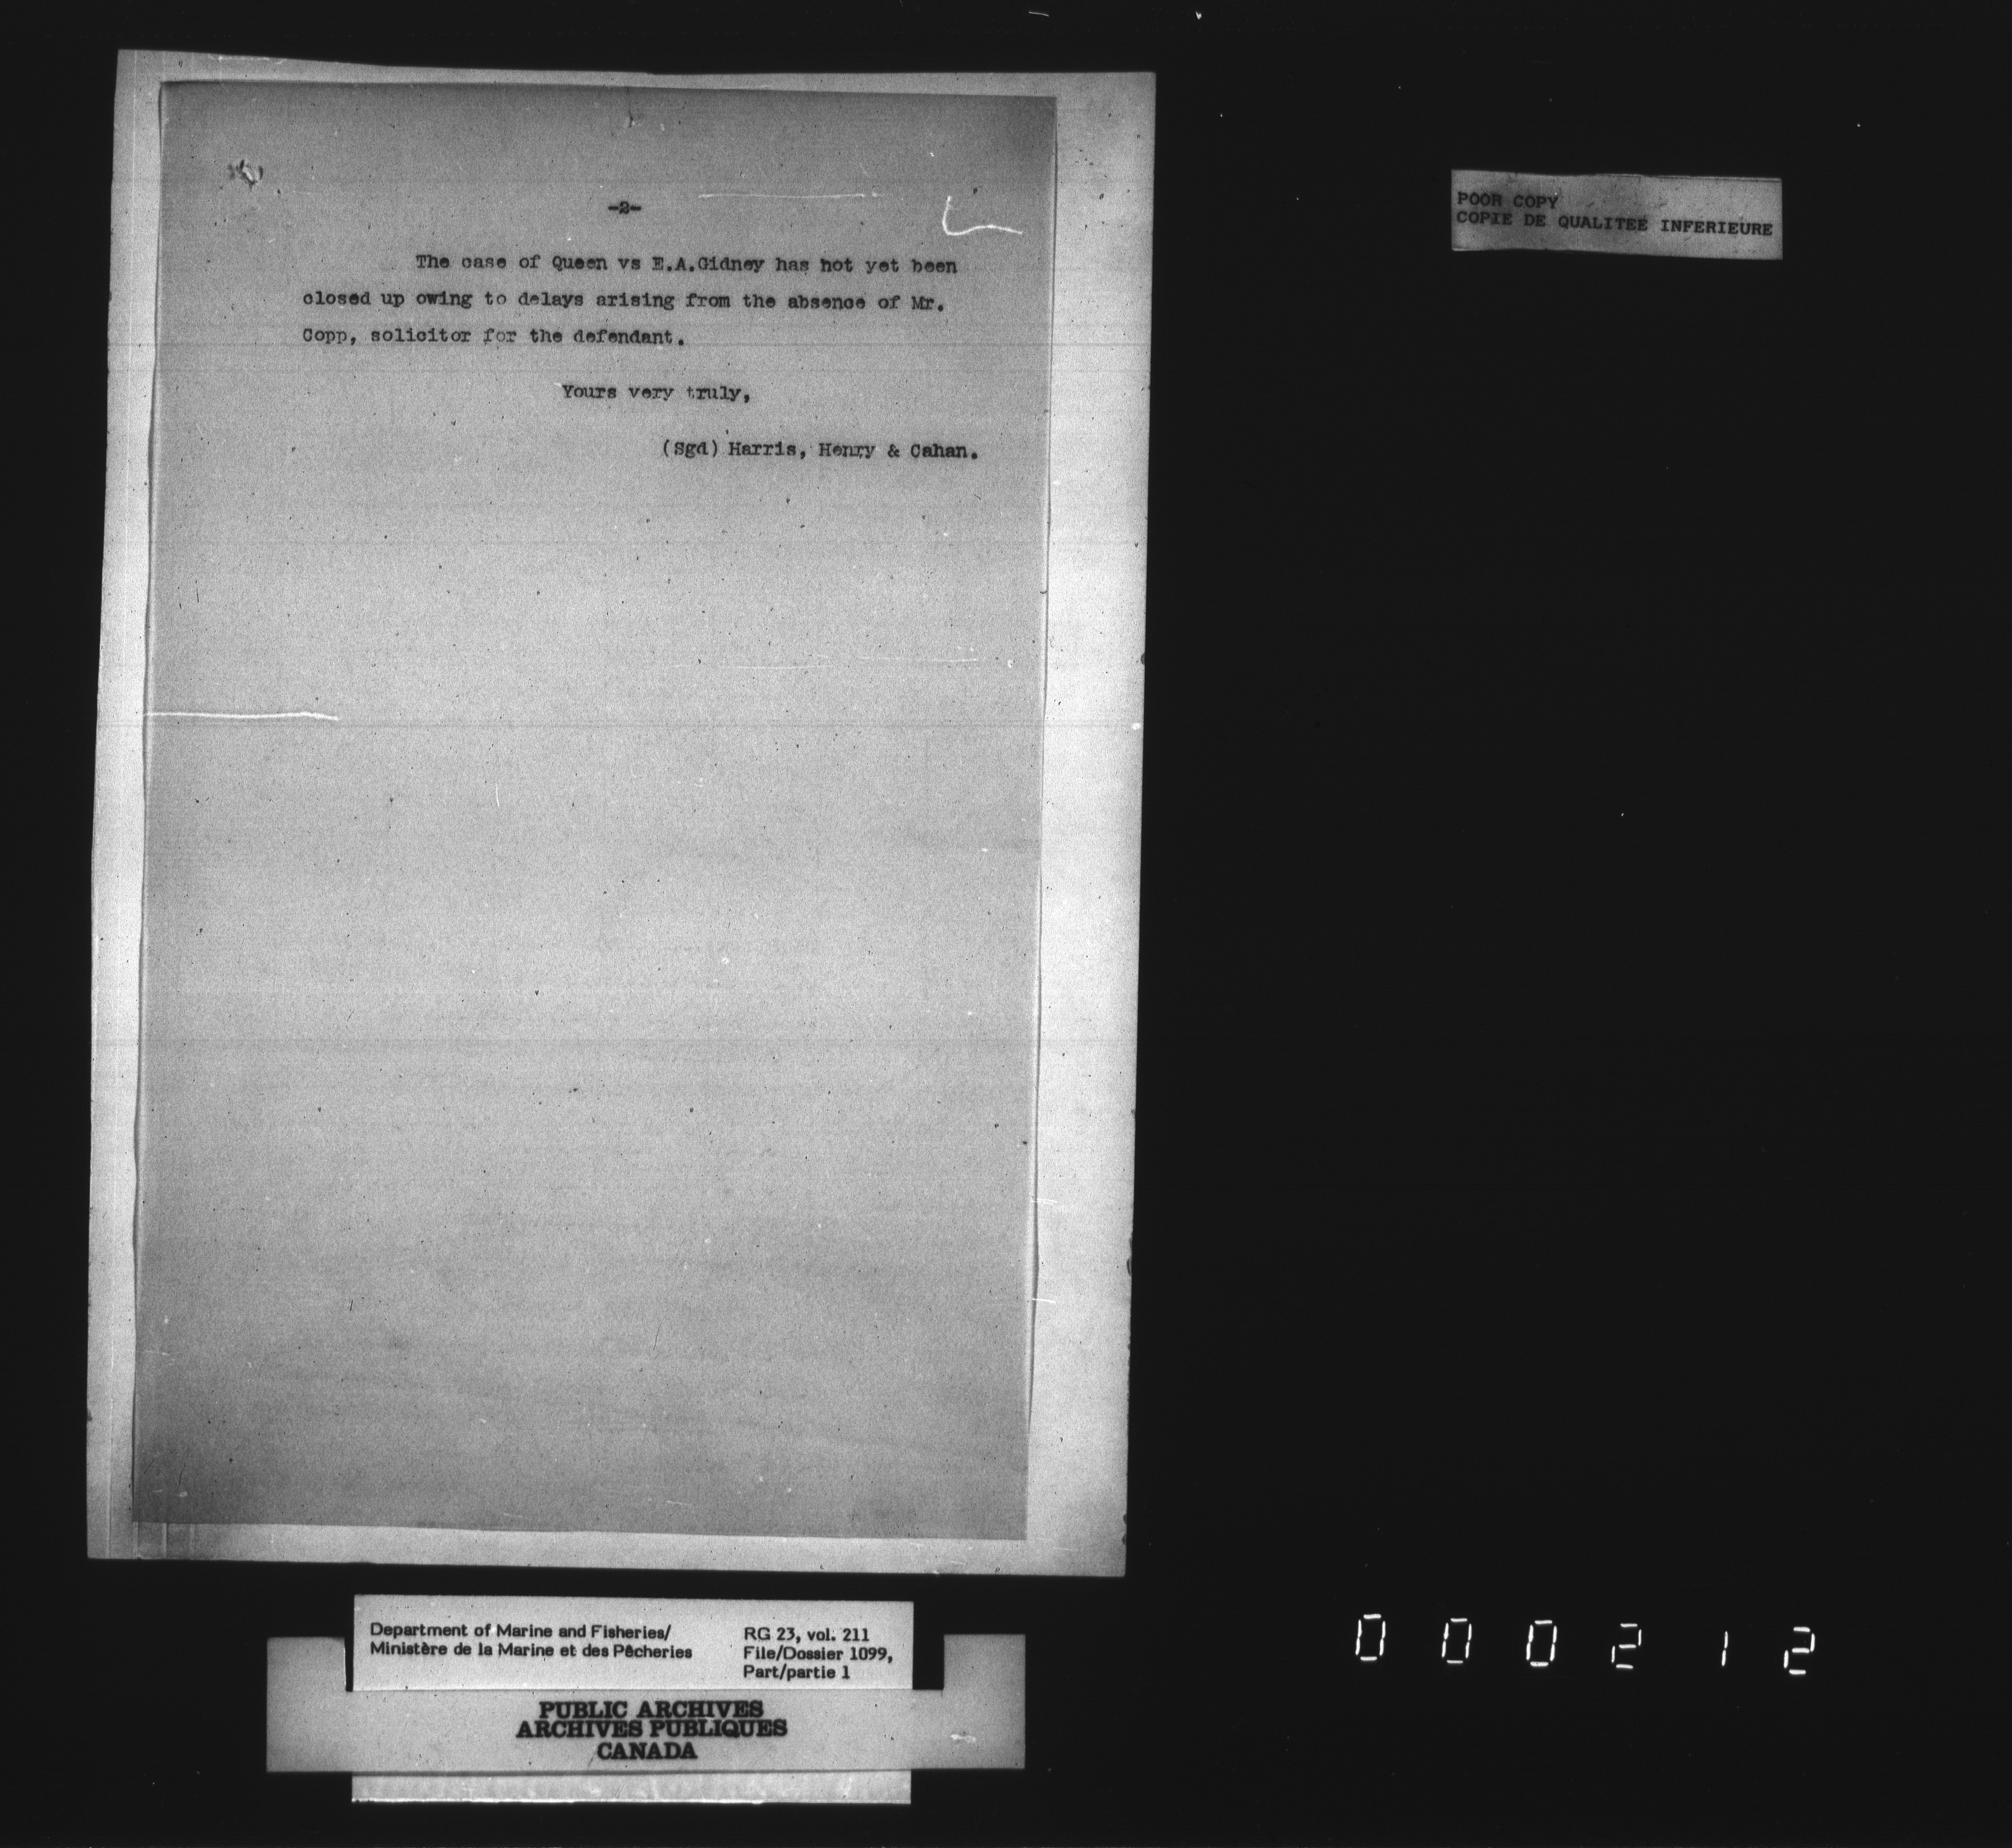 -2-
The case of Queen vs E.A.Gidney has not yet been
closed up owing to delays arising from the absence of Mr.
Copp, solicitor for the defendant.
Yours very truly,
(Sgd) Harris, Henry & Cahan.
POOR COPY
COPIE DE QUALITEE INFERIEURE
Department of Marine and Fisheries/
Ministère de la Marine et des Pêcheries
RG 23, vol. 211
File/Dossier 1099,
Part/partie 1
PUBLIC ARCHIVES
ARCHIVES PUBLIQUES
CANADA
000212